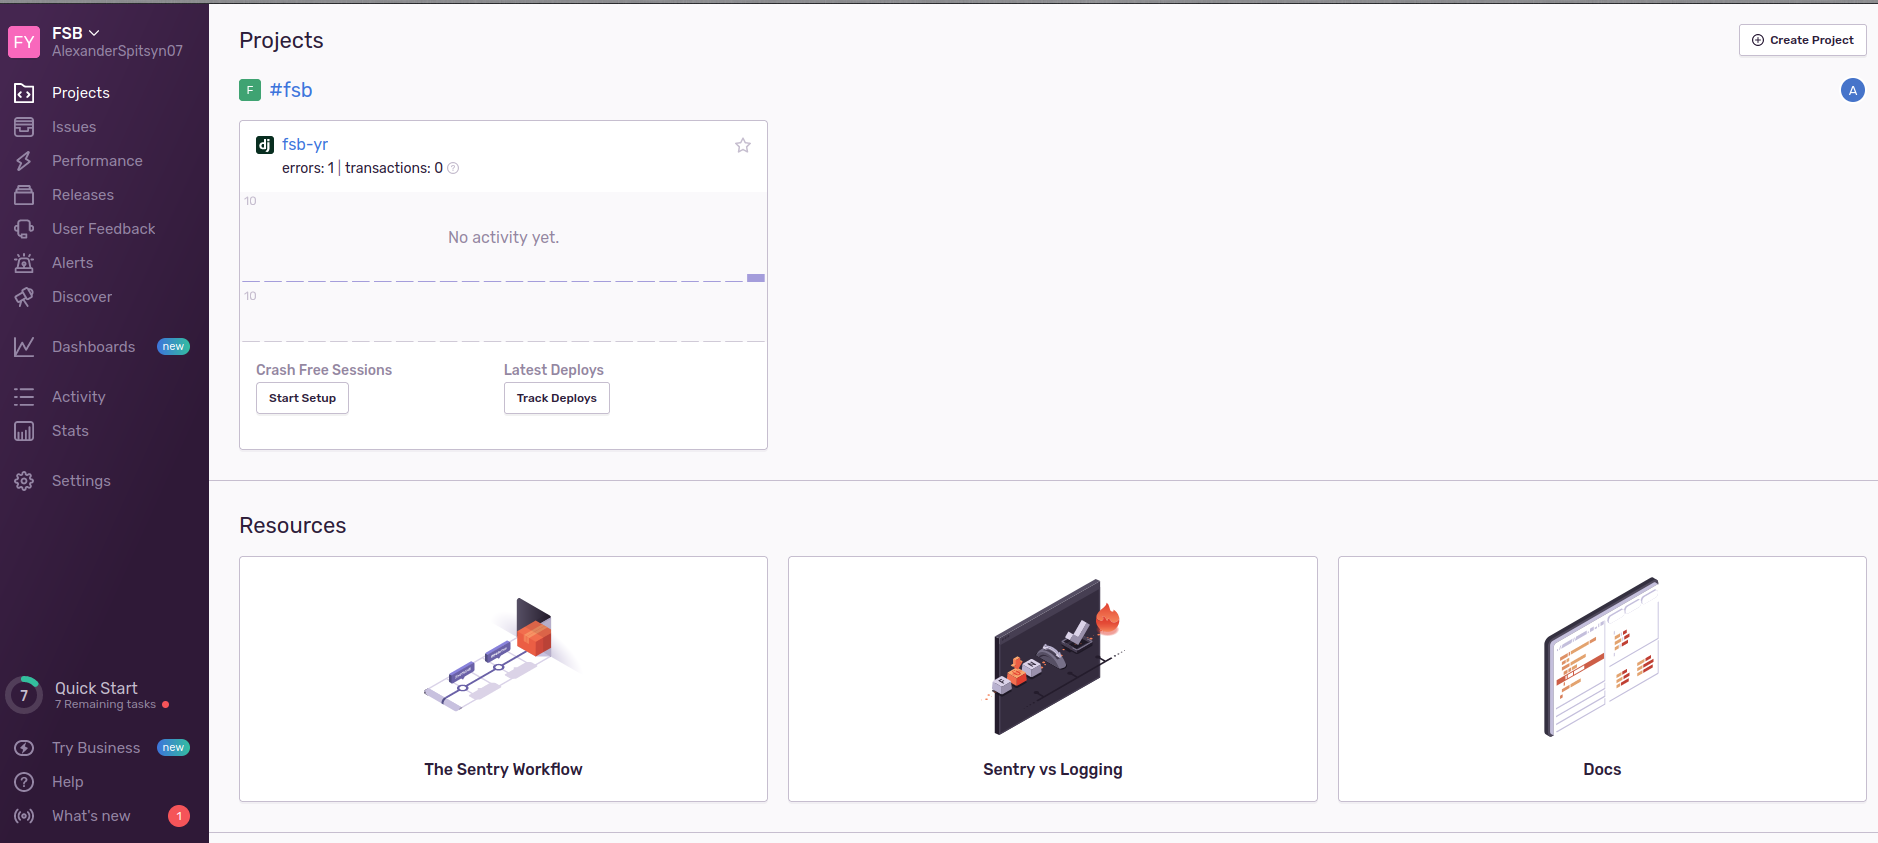 FY
FSB
AlexanderSpitsyn07
Projects
Issues
Performance
Releases
User Feedback
Alerts
Discover
Dashboards new
Activity
Stats
Settings
7
Quick Start
7 Remaining tasks
Try Business new
Help
What's new 1
Projects
Create Project
F #fsb
A
dj fsb-yr
errors: 1 | transactions: 0 ?
10
No activity yet.
10
Crash Free Sessions
Start Setup
Latest Deploys
Track Deploys
Resources
The Sentry Workflow
Sentry vs Logging
Docs